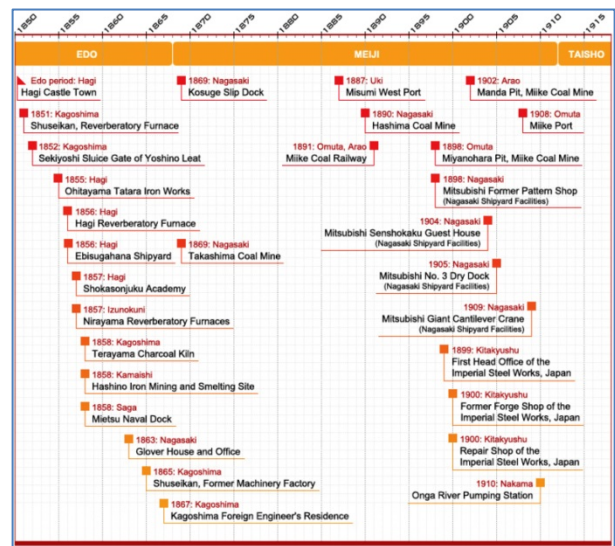 1850 1855 1860 1865 1870 1875 1880 1885 1890 1895 1900 1905 1910 1915
EDO MEIJI TAISHO
Edo period: Hagi
Hagi Castle Town
1851: Kagoshima
Shuseikan, Reverberatory Furnace
1852: Kagoshima
Sekiyoshi Sluice Gate of Yoshino Leat
1855: Hagi
Ohitayama Tatara Iron Works
1856: Hagi
Hagi Reverberatory Furnace
1856: Hagi
Ebisugahana Shipyard
1857: Hagi
Shokasonjuku Academy
1857: Izunokuni
Nirayama Reverberatory Furnaces
1858: Kagoshima
Terayama Charcoal Kiln
1858: Kamaishi
Hashino Iron Mining and Smelting Site
1858: Saga
Mietsu Naval Dock
1863: Nagasaki
Glover House and Office
1865: Kagoshima
Shuseikan, Former Machinery Factory
1867: Kagoshima
Kagoshima Foreign Engineer's Residence
1869: Nagasaki
Kosuge Slip Dock
1869: Nagasaki
Takashima Coal Mine
1887: Uki
Misumi West Port
1890: Nagasaki
Hashima Coal Mine
1891: Omuta, Arao
Miike Coal Railway
1902: Arao
Manda Pit, Miike Coal Mine
1908: Omuta
Miike Port
1898: Omuta
Miyanohara Pit, Miike Coal Mine
1898: Nagasaki
Mitsubishi Former Pattern Shop
(Nagasaki Shipyard Facilities)
1904: Nagasaki
Mitsubishi Senshokaku Guest House
(Nagasaki Shipyard Facilities)
1905: Nagasaki
Mitsubishi No. 3 Dry Dock
(Nagasaki Shipyard Facilities)
1909: Nagasaki
Mitsubishi Giant Cantilever Crane
(Nagasaki Shipyard Facilities)
1899: Kitakyushu
First Head Office of the
Imperial Steel Works, Japan
1900: Kitakyushu
Former Forge Shop of the
Imperial Steel Works, Japan
1900: Kitakyushu
Repair Shop of the
Imperial Steel Works, Japan
1910: Nakama
Onga River Pumping Station